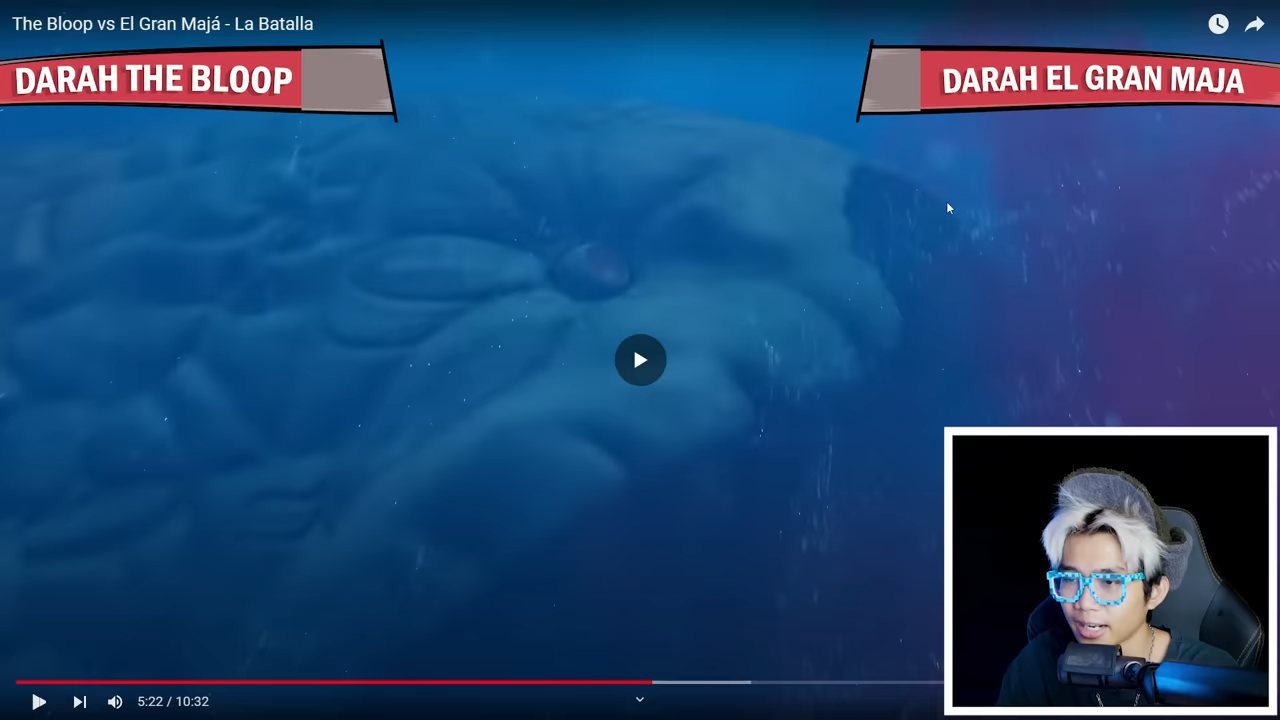 The Bloop vs El Gran Majá - La Batalla
DARAH THE BLOOP
DARAH EL GRAN MAJA
5:22 / 10:32